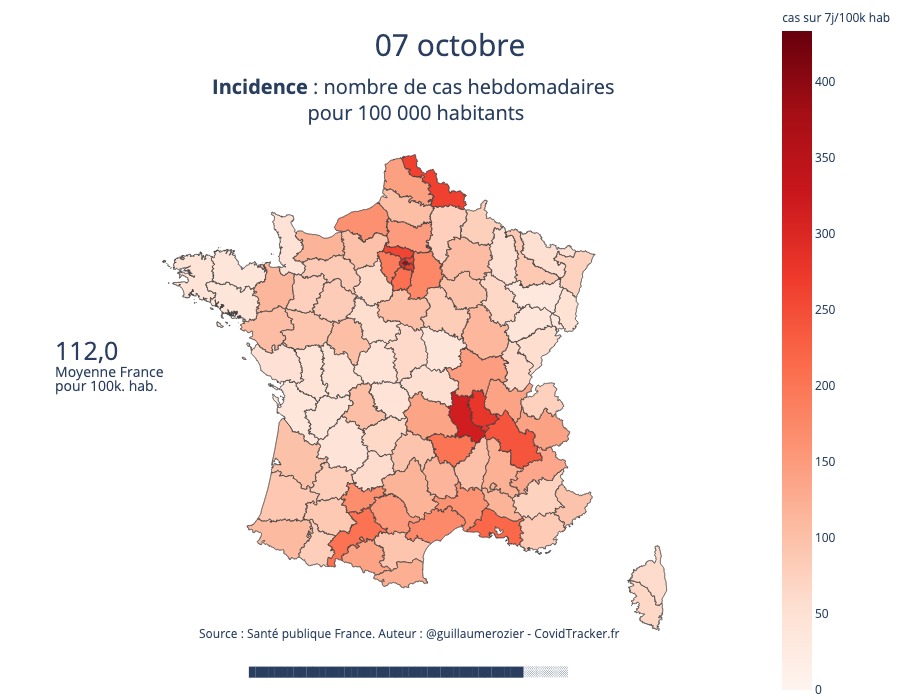 cas sur 7j/100k hab
07 octobre
Incidence : nombre de cas hebdomadaires
pour 100 000 habitants
400
350
300
250
200
150
100
50
0
112,0
Moyenne France
pour 100k. hab.
Source : Santé publique France. Auteur : @guillaumerozier - CovidTracker.fr